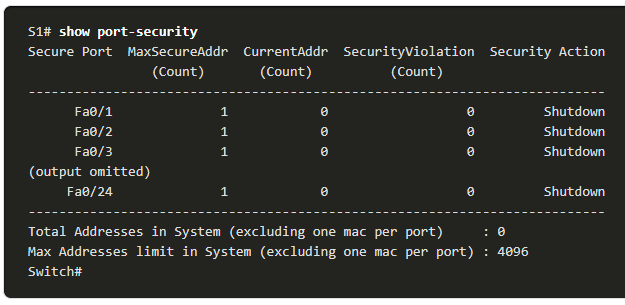 S1# show port-security
Secure Port  MaxSecureAddr  CurrentAddr  SecurityViolation  Security Action
                (Count)       (Count)          (Count)
---------------------------------------------------------------------------
      Fa0/1              1            0                  0         Shutdown
      Fa0/2              1            0                  0         Shutdown
      Fa0/3              1            0                  0         Shutdown
(output omitted)
     Fa0/24              1            0                  0         Shutdown
---------------------------------------------------------------------------
Total Addresses in System (excluding one mac per port)     : 0
Max Addresses limit in System (excluding one mac per port) : 4096
Switch#